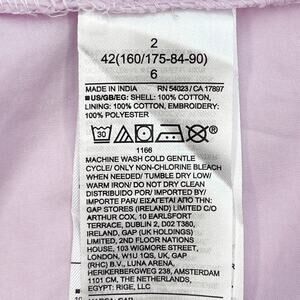 2
42(160/175-84-90)
6
MADE IN INDIA RN 54023 / CA 17897
■US/GB/EG: SHELL: 100% COTTON,
LINING: 100% COTTON, EMBROIDERY:
100% POLYESTER
30
1166
MACHINE WASH COLD GENTLE
CYCLE/ ONLY NON-CHLORINE BLEACH
WHEN NEEDED/ TUMBLE DRY LOW/
WARM IRON/ DO NOT DRY CLEAN
DISTRIBUIDO POR/ IMPORTED BY/
IMPORTE PAR/ ΕΙΣΑΓΕΤΑΙ ΑΠΟ ΤΗΝ:
GAP STORES (IRELAND) LIMITED C/O
ARTHUR COX, 10 EARLSFORT
TERRACE, DUBLIN 2, D02 T380,
IRELAND, GAP (UK HOLDINGS)
LIMITED, 2ND FLOOR NATIONS
HOUSE, 103 WIGMORE STREET,
LONDON, W1U 1QS, UK, GAP
(RHC) B.V., LUNA ARENA,
HERIKERBERGWEG 238, AMSTERDAM
1101 CM, THE NETHERLANDS,
EGYPT: RIGE, LLC